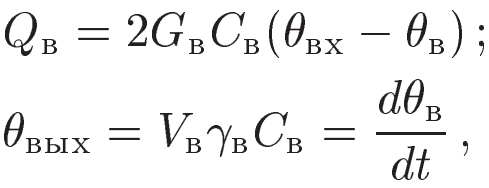 Q_в = 2G_в C_в (θ_вх − θ_в) ;
θ_вых = V_в γ_в C_в = dθ_в/dt ,